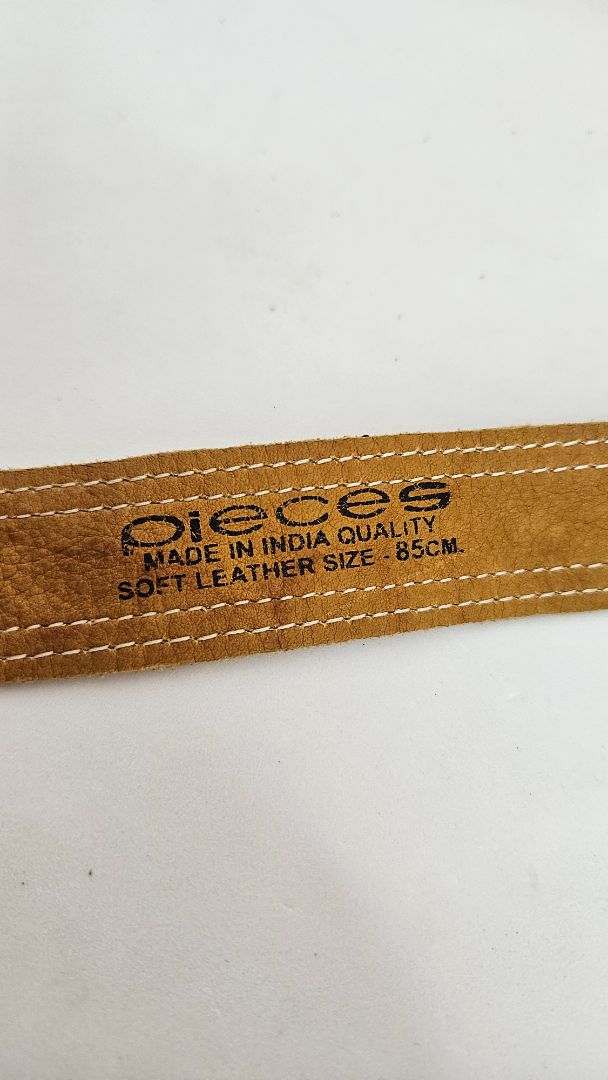 pieces
MADE IN INDIA QUALITY
SOFT LEATHER SIZE - 85CM.